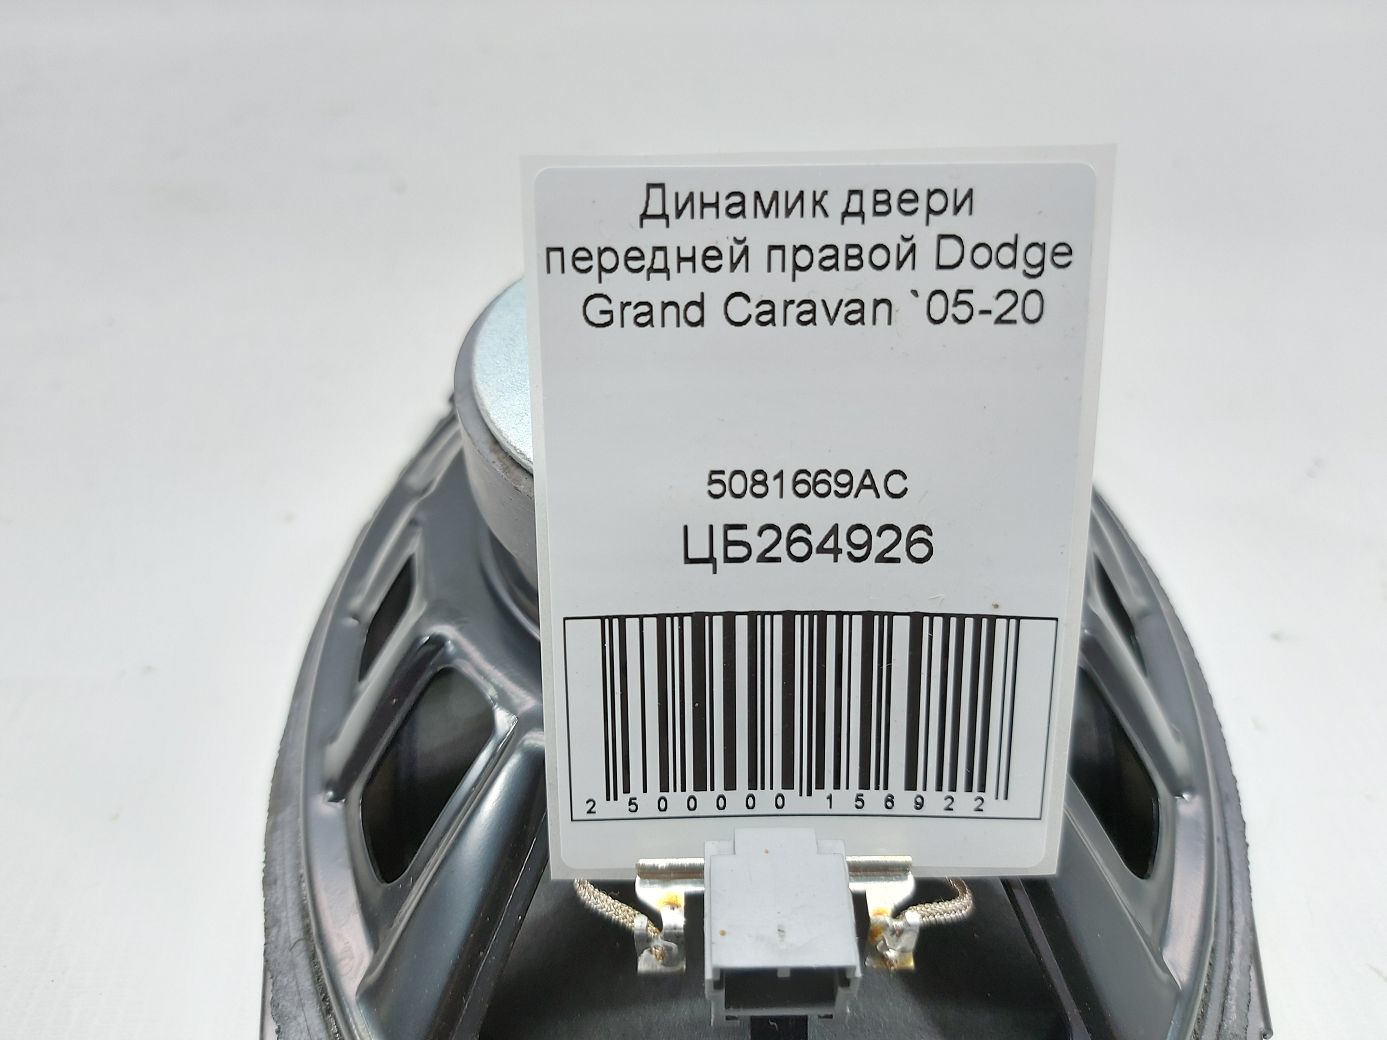 Динамик двери
передней правой Dodge
Grand Caravan `05-20
5081669AC
ЦБ264926
2 500000 156922